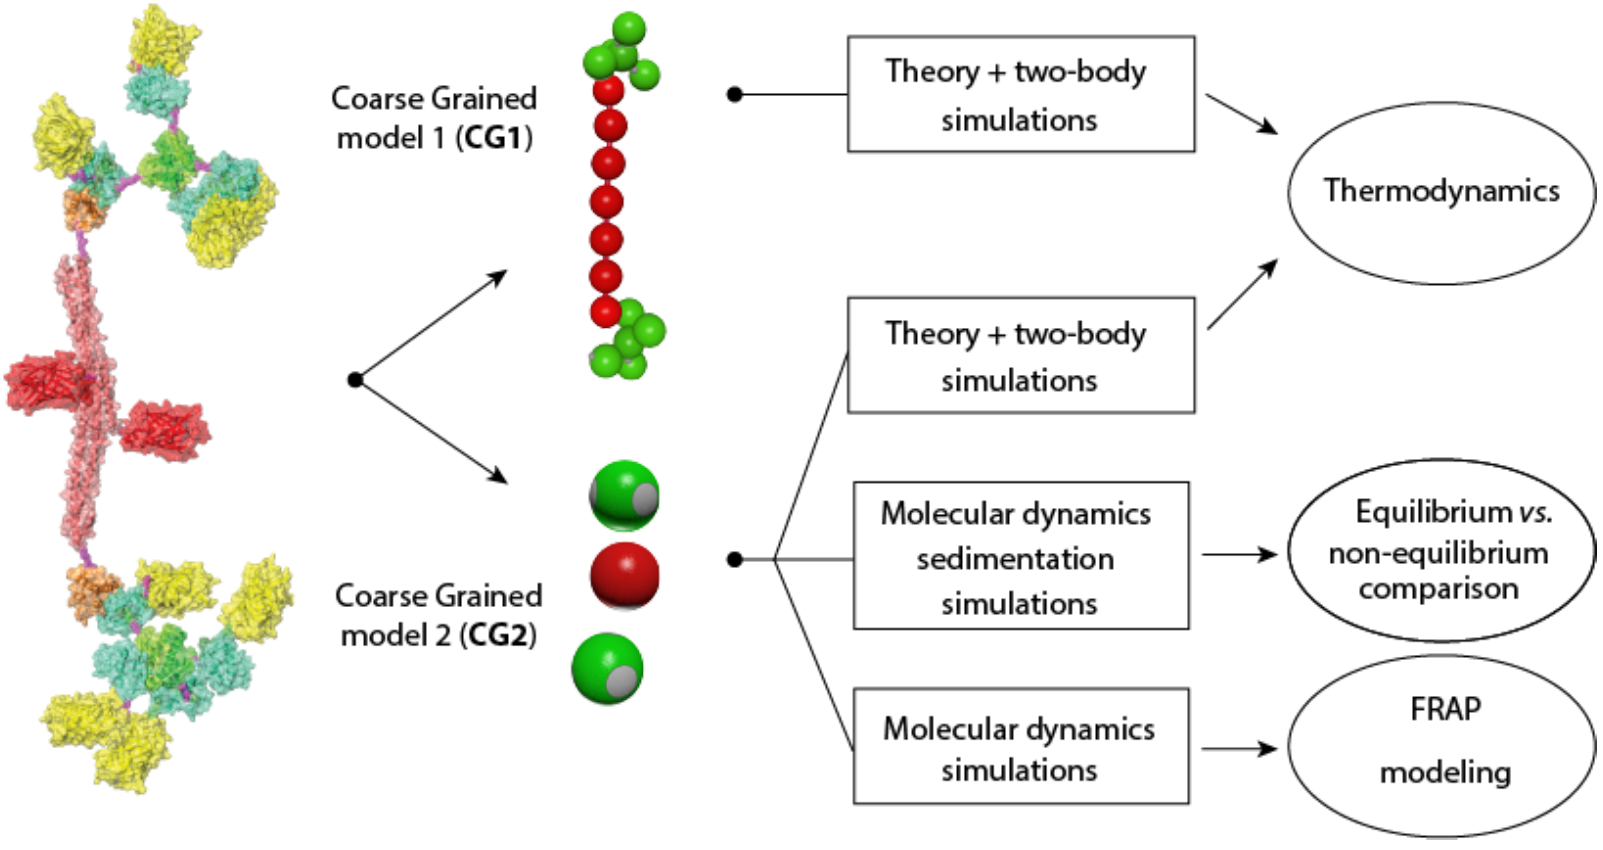 Coarse Grained
model 1 (CG1)
Theory + two-body
simulations
Thermodynamics
Theory + two-body
simulations
Coarse Grained
model 2 (CG2)
Molecular dynamics
sedimentation
simulations
Equilibrium vs.
non-equilibrium
comparison
Molecular dynamics
simulations
FRAP
modeling